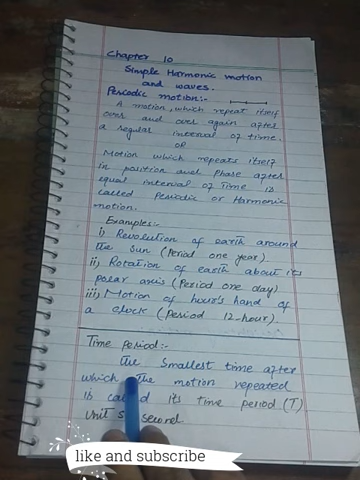 Chapter 10
Simple Harmonic motion
and waves.
Periodic motion:-
A motion, which repeat itself
over and over again after
a regular interval of time.
OR
Motion which repeats itself
in position and Phase after
equal interval of Time is
called Periodic or Harmonic
motion.
Examples:-
i) Revolution of earth around
the Sun (Period one year).
ii) Rotation of earth about its
polar axis (Period one day)
iii) Motion of hour's hand of
a clock (Period 12-hour).
Time Period:-
The Smallest time after
which the motion repeated
is called its time period (T)
Unit second
like and subscribe